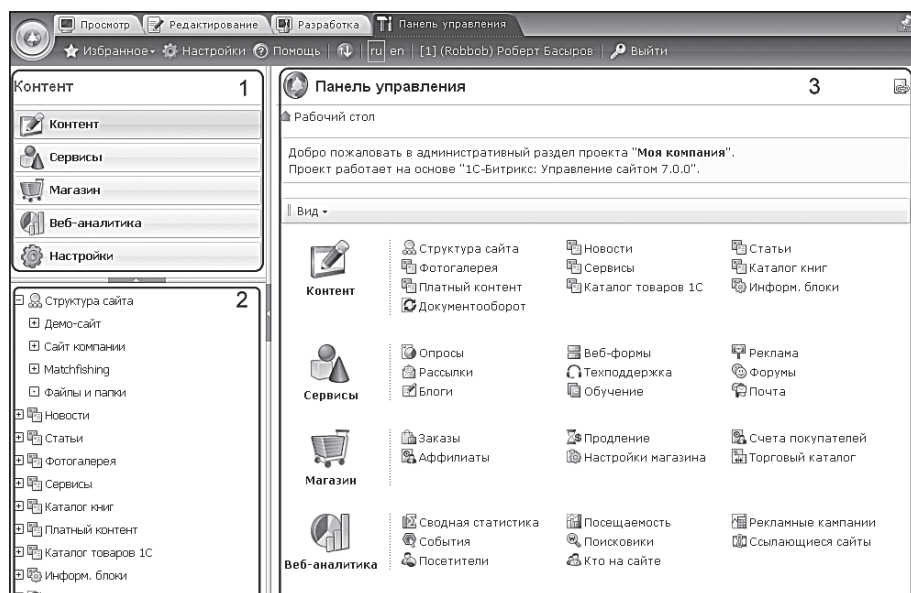 Просмотр Редактирование Разработка Панель управления
Избранное Настройки Помощь ru en [1] (Robbob) Роберт Басыров Выйти
Контент 1
Контент
Сервисы
Магазин
Веб-аналитика
Настройки
2
Структура сайта
Демо-сайт
Сайт компании
Matchfishing
Файлы и папки
Новости
Статьи
Фотогалерея
Сервисы
Каталог книг
Платный контент
Каталог товаров 1С
Информ. блоки
Панель управления 3
Рабочий стол
Добро пожаловать в административный раздел проекта "Моя компания".
Проект работает на основе "1С-Битрикс: Управление сайтом 7.0.0".
Вид
Контент
Структура сайта Новости Статьи
Фотогалерея Сервисы Каталог книг
Платный контент Каталог товаров 1С Информ. блоки
Документооборот
Сервисы
Опросы Веб-формы Реклама
Рассылки Техподдержка Форумы
Блоги Обучение Почта
Магазин
Заказы Продление Счета покупателей
Аффилиаты Настройки магазина Торговый каталог
Веб-аналитика
Сводная статистика Посещаемость Рекламные кампании
События Поисковики Ссылающиеся сайты
Посетители Кто на сайте